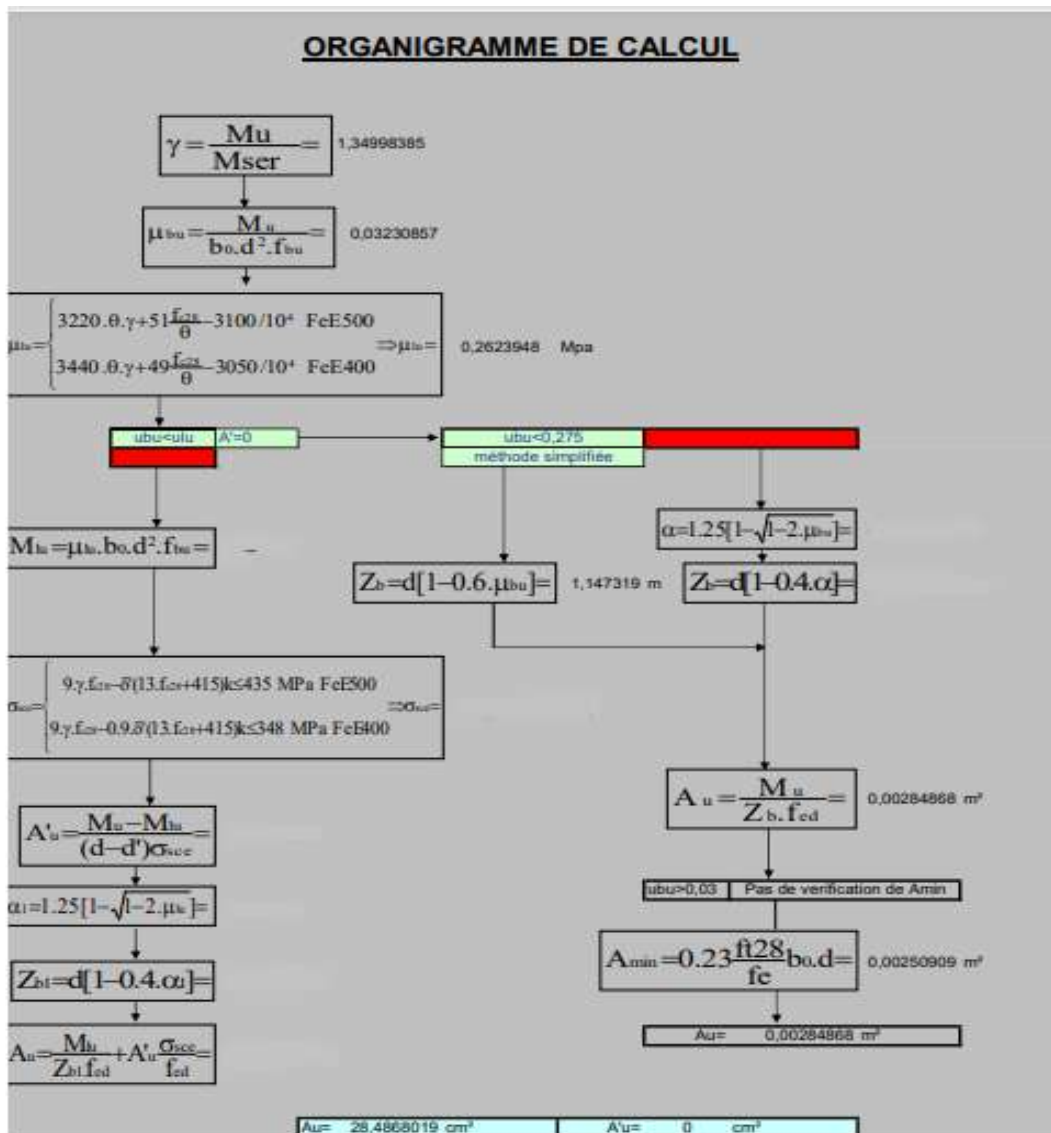 ORGANIGRAMME DE CALCUL
γ = Mu / Mser = 1,34998385
μbu = Mu / b0.d².fbu = 0,03230857
μlu = { 3220.θ.γ+51 fc28/θ −3100/10⁴ FeE500
3440.θ.γ+49 fc28/θ −3050/10⁴ FeE400 ⇒ μlu = 0,2623948 Mpa
ubu<ulu A'=0 ubu<0,275
méthode simplifiée
Mlu=μlu.b0.d².fbu= –
α=1.25[1−√1−2.μbu]=
Zb=d[1−0.6.μbu]= 1,147319 m
Zb=d[1−0.4.α]=
σsce= { 9.γ.fc28−δ'(13.fc28+415)k≤435 MPa FeE500
9.γ.fc28−0.9.δ'(13.fc28+415)k≤348 MPa FeE400 ⇒σsce=
Au = Mu / Zb.fed = 0,00284868 m²
A'u = Mu−Mlu / (d−d')σsce =
ubu>0,03 Pas de verification de Amin
α1=1.25[1−√1−2.μlu]=
Amin=0.23 ft28/fe b0.d= 0,00250909 m²
Zb1=d[1−0.4.α1]=
Au= 0,00284868 m²
Au= Mlu / Zb1.fed + A'u σsce/fed =
Au= 28,4868019 cm² A'u= 0 cm²